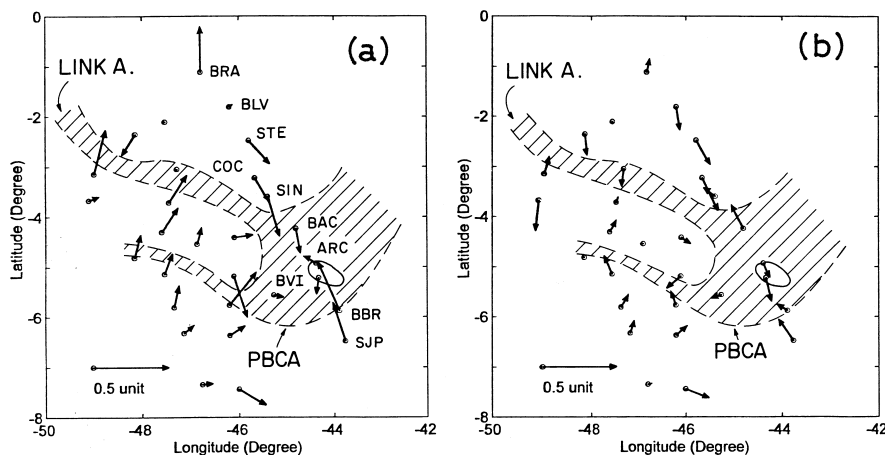 (a)
LINK A.
BRA
BLV
STE
COC
SIN
BAC
ARC
BVI
BBR
SJP
PBCA
0.5 unit
0
-2
-4
-6
-8
-50
-48
-46
-44
-42
Latitude (Degree)
Longitude (Degree)
(b)
LINK A.
PBCA
0.5 unit
0
-2
-4
-6
-8
-50
-48
-46
-44
-42
Latitude (Degree)
Longitude (Degree)